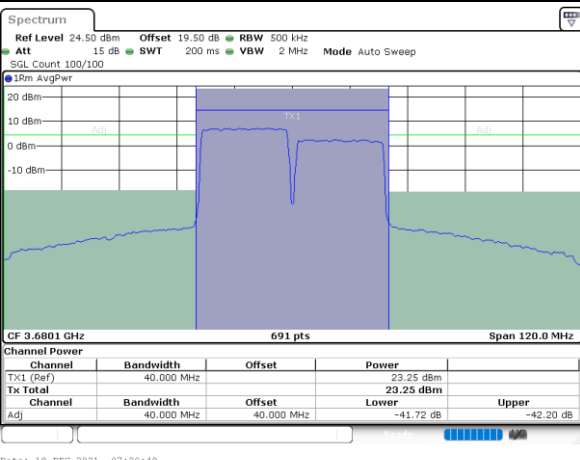 Spectrum
Ref Level 24.50 dBm Offset 19.50 dB RBW 500 kHz
Att 15 dB SWT 200 ms VBW 2 MHz Mode Auto Sweep
SGL Count 100/100
1Rm AvgPwr
20 dBm
TX1
10 dBm
Adj Adj
0 dBm
-10 dBm
CF 3.6801 GHz 691 pts Span 120.0 MHz
Channel Power
Channel Bandwidth Offset Power
TX1 (Ref) 40.000 MHz 23.25 dBm
Tx Total 23.25 dBm
Channel Bandwidth Offset Lower Upper
Adj 40.000 MHz 40.000 MHz -41.72 dB -42.20 dB
Ready